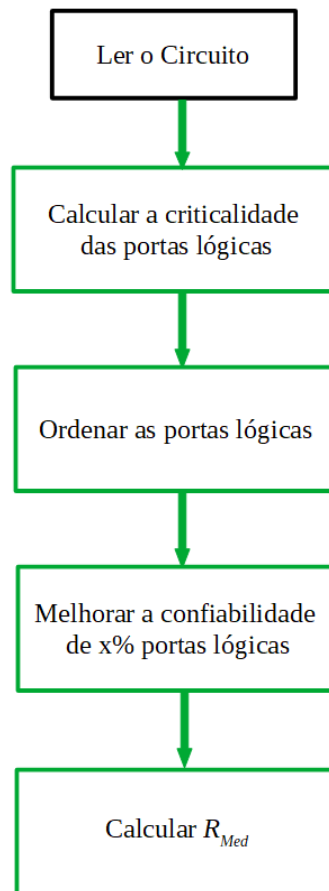 Ler o Circuito
Calcular a criticalidade
das portas lógicas
Ordenar as portas lógicas
Melhorar a confiabilidade
de x% portas lógicas
Calcular R_Med